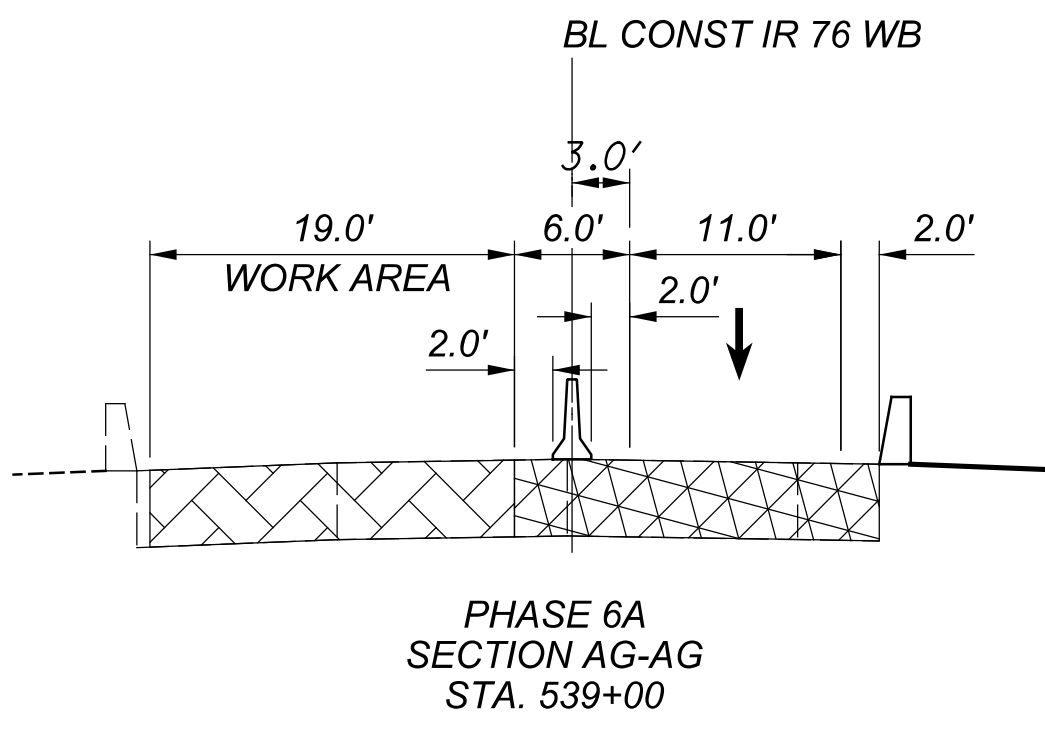 BL CONST IR 76 WB
3.0'
19.0' 6.0' 11.0' 2.0'
WORK AREA
2.0'
2.0'
PHASE 6A
SECTION AG-AG
STA. 539+00